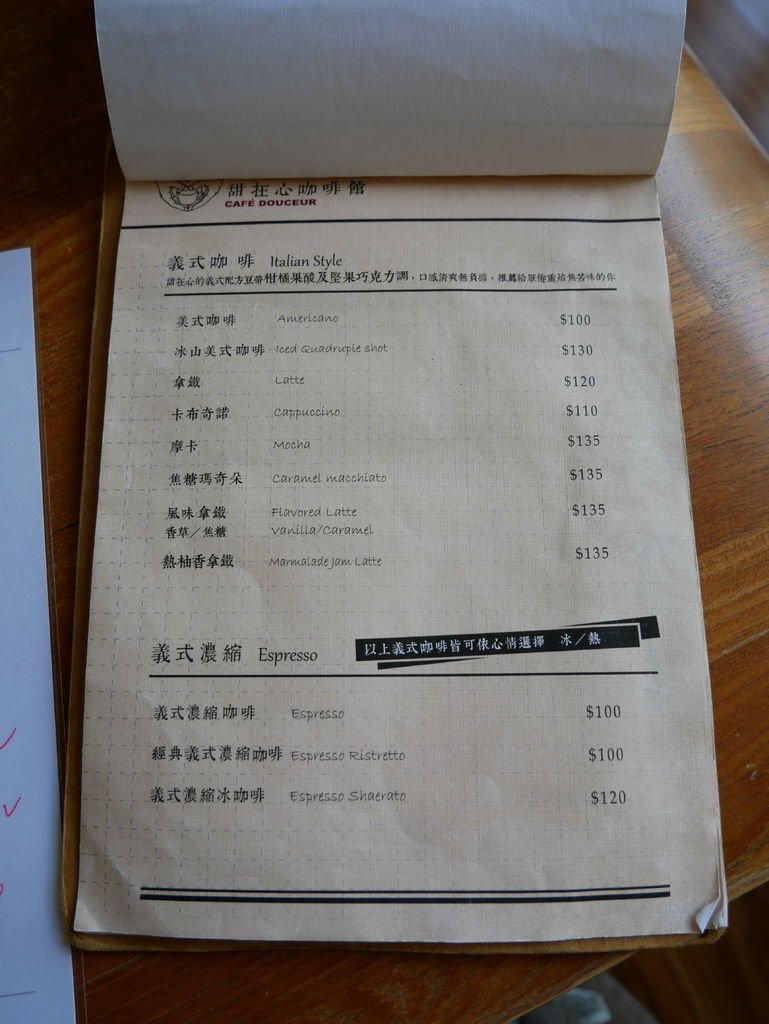 甜在心咖啡館
CAFÉ DOUCEUR
義式咖啡 Italian Style
甜在心的義式配方豆帶柑橘果酸及堅果巧克力調，口感清爽無負擔，推薦給厭倦重焙焦苦味的你
美式咖啡 Americano $100
冰山美式咖啡 Iced Quadruple shot $130
拿鐵 Latte $120
卡布奇諾 Cappuccino $110
摩卡 Mocha $135
焦糖瑪奇朵 Caramel macchiato $135
風味拿鐵 Flavored Latte $135
香草／焦糖 Vanilla/Caramel
熱柚香拿鐵 Marmalade Jam Latte $135
以上義式咖啡皆可依心情選擇 冰／熱
義式濃縮 Espresso
義式濃縮咖啡 Espresso $100
經典義式濃縮咖啡 Espresso Ristretto $100
義式濃縮冰咖啡 Espresso Shaerato $120